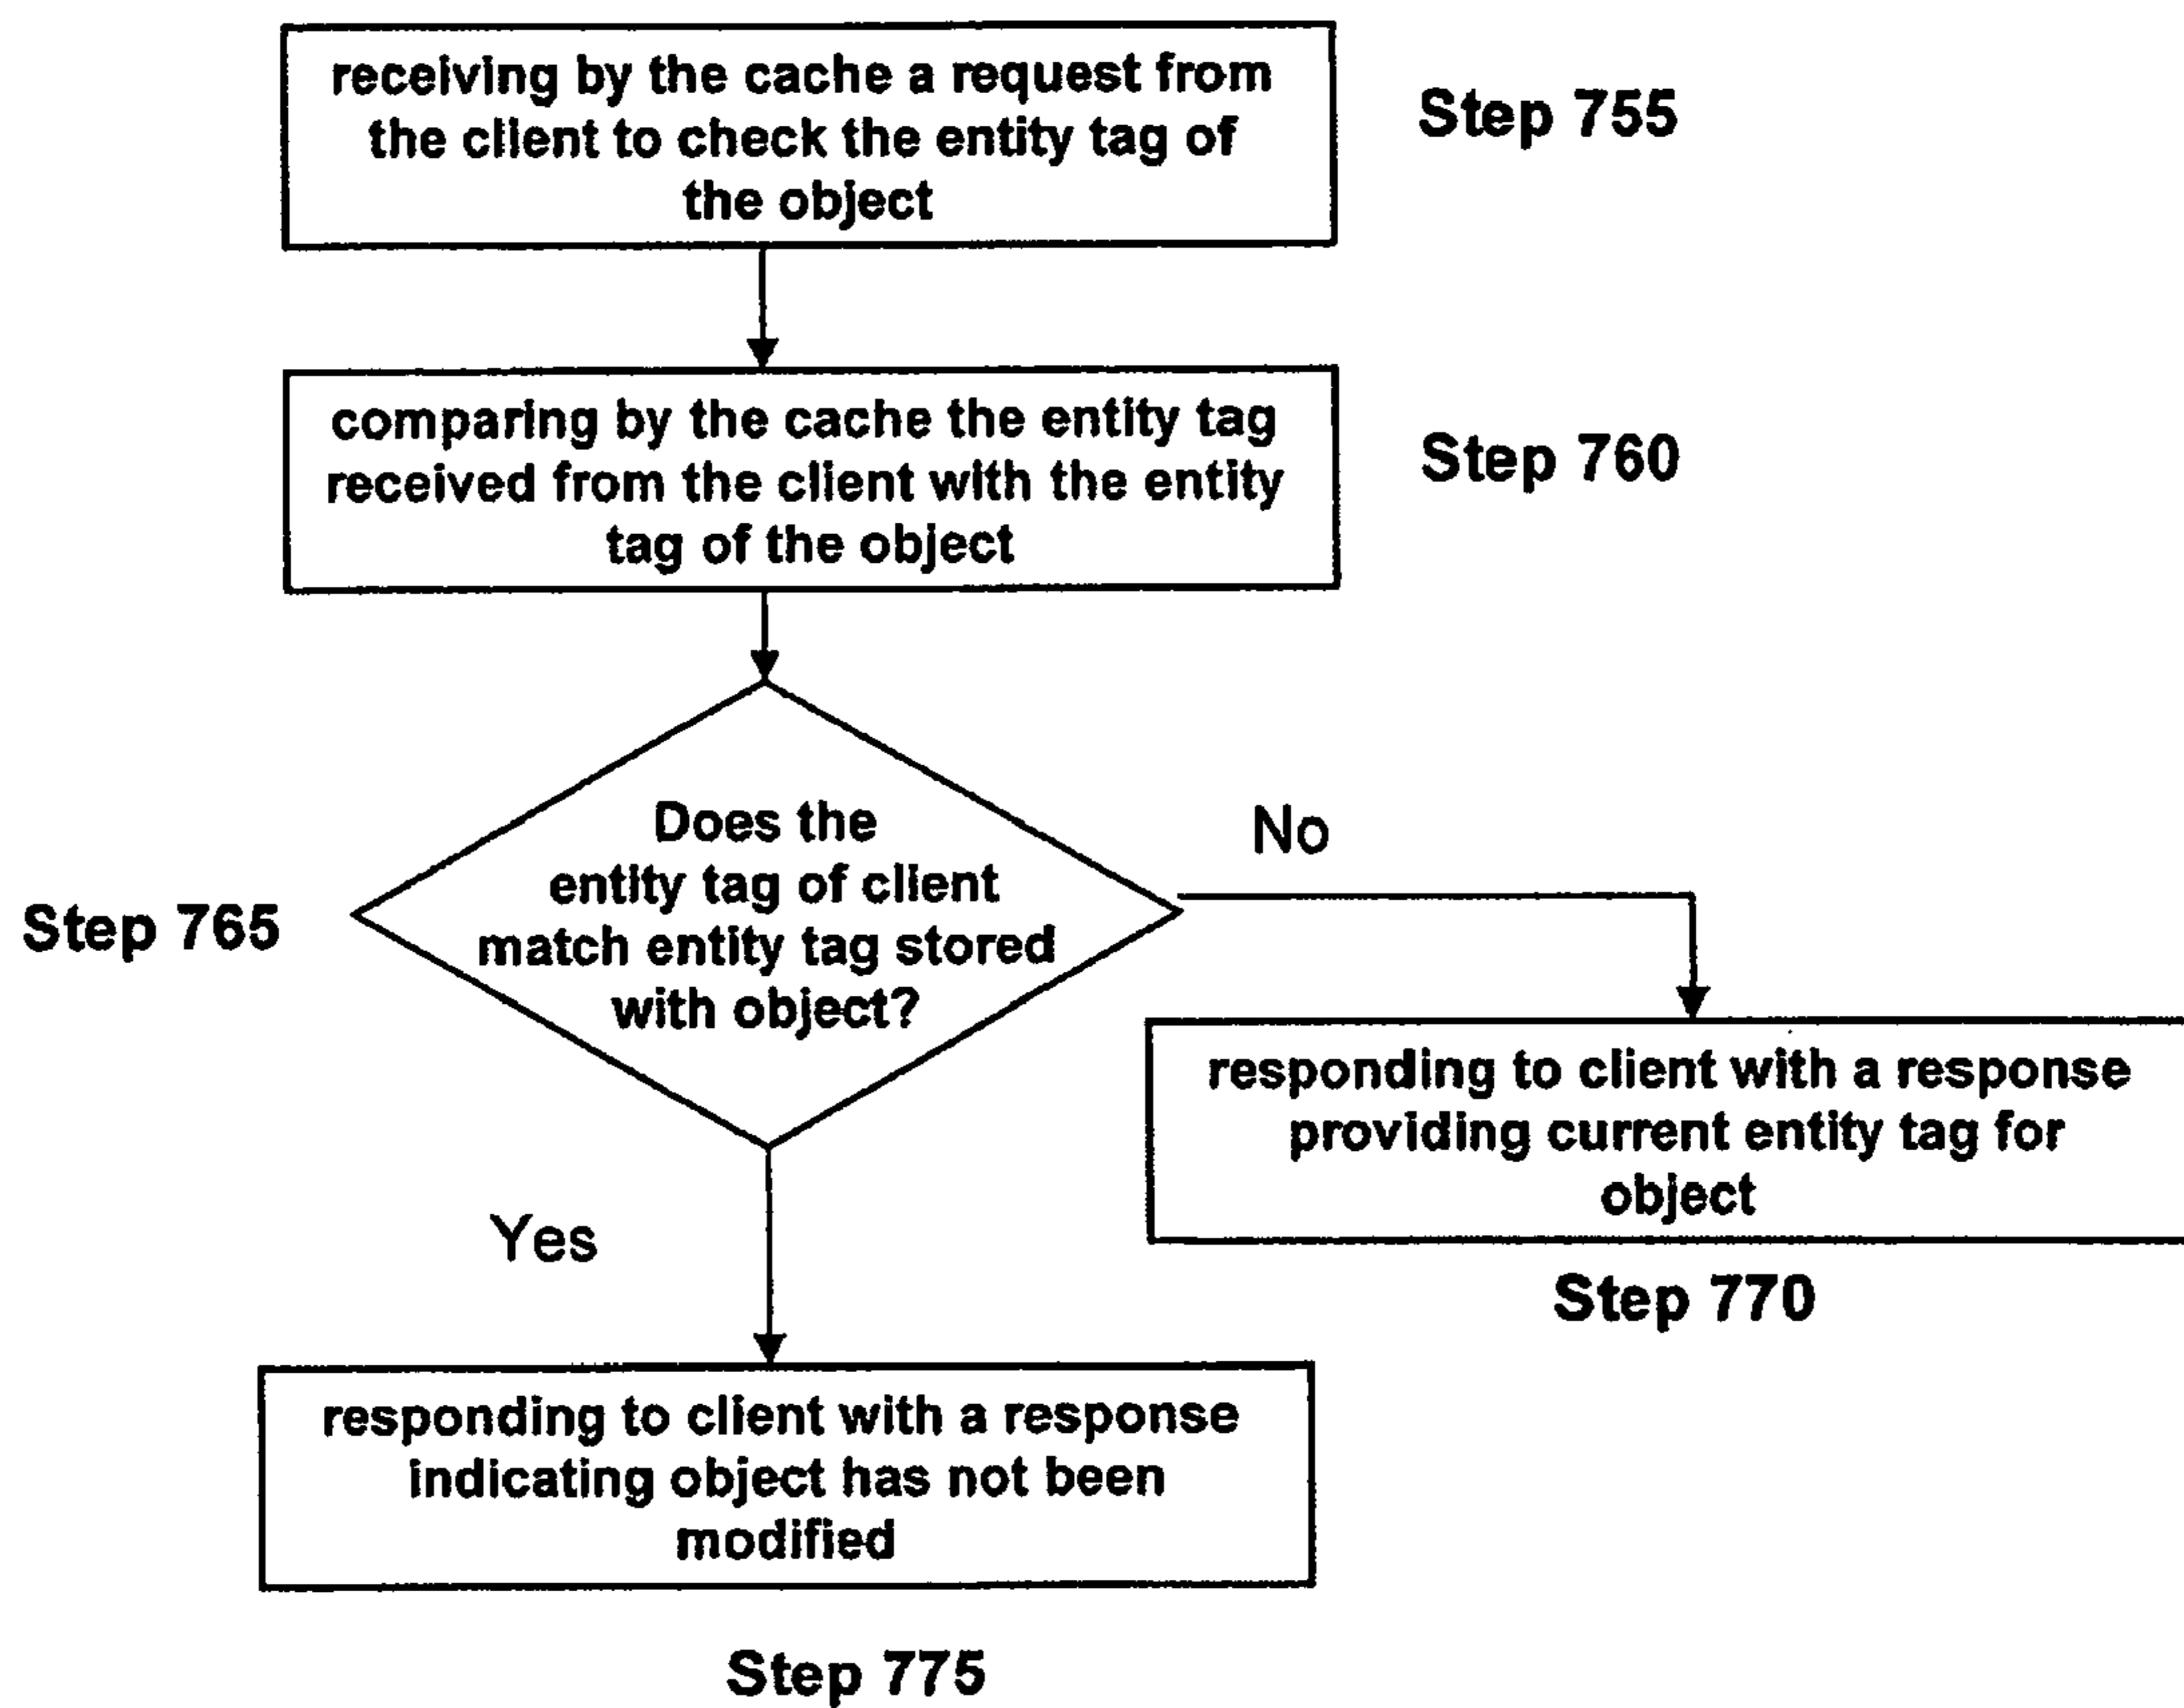 receiving by the cache a request from
the client to check the entity tag of
the object
Step 755
comparing by the cache the entity tag
received from the client with the entity
tag of the object
Step 760
Does the
entity tag of client
match entity tag stored
with object?
Step 765
No
responding to client with a response
providing current entity tag for
object
Step 770
Yes
responding to client with a response
indicating object has not been
modified
Step 775